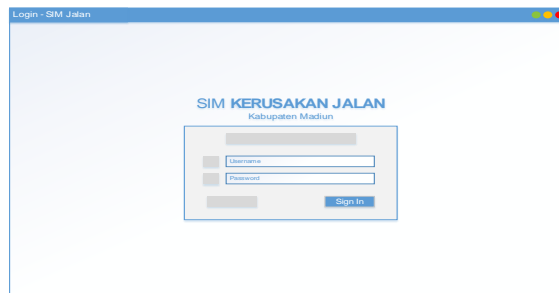 Login - SIM Jalan
SIM KERUSAKAN JALAN
Kabupaten Madiun
Username
Password
Sign In